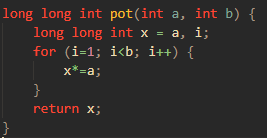 long long int pot(int a, int b) {
    long long int x = a, i;
    for (i=1; i<b; i++) {
        x*=a;
    }
    return x;
}